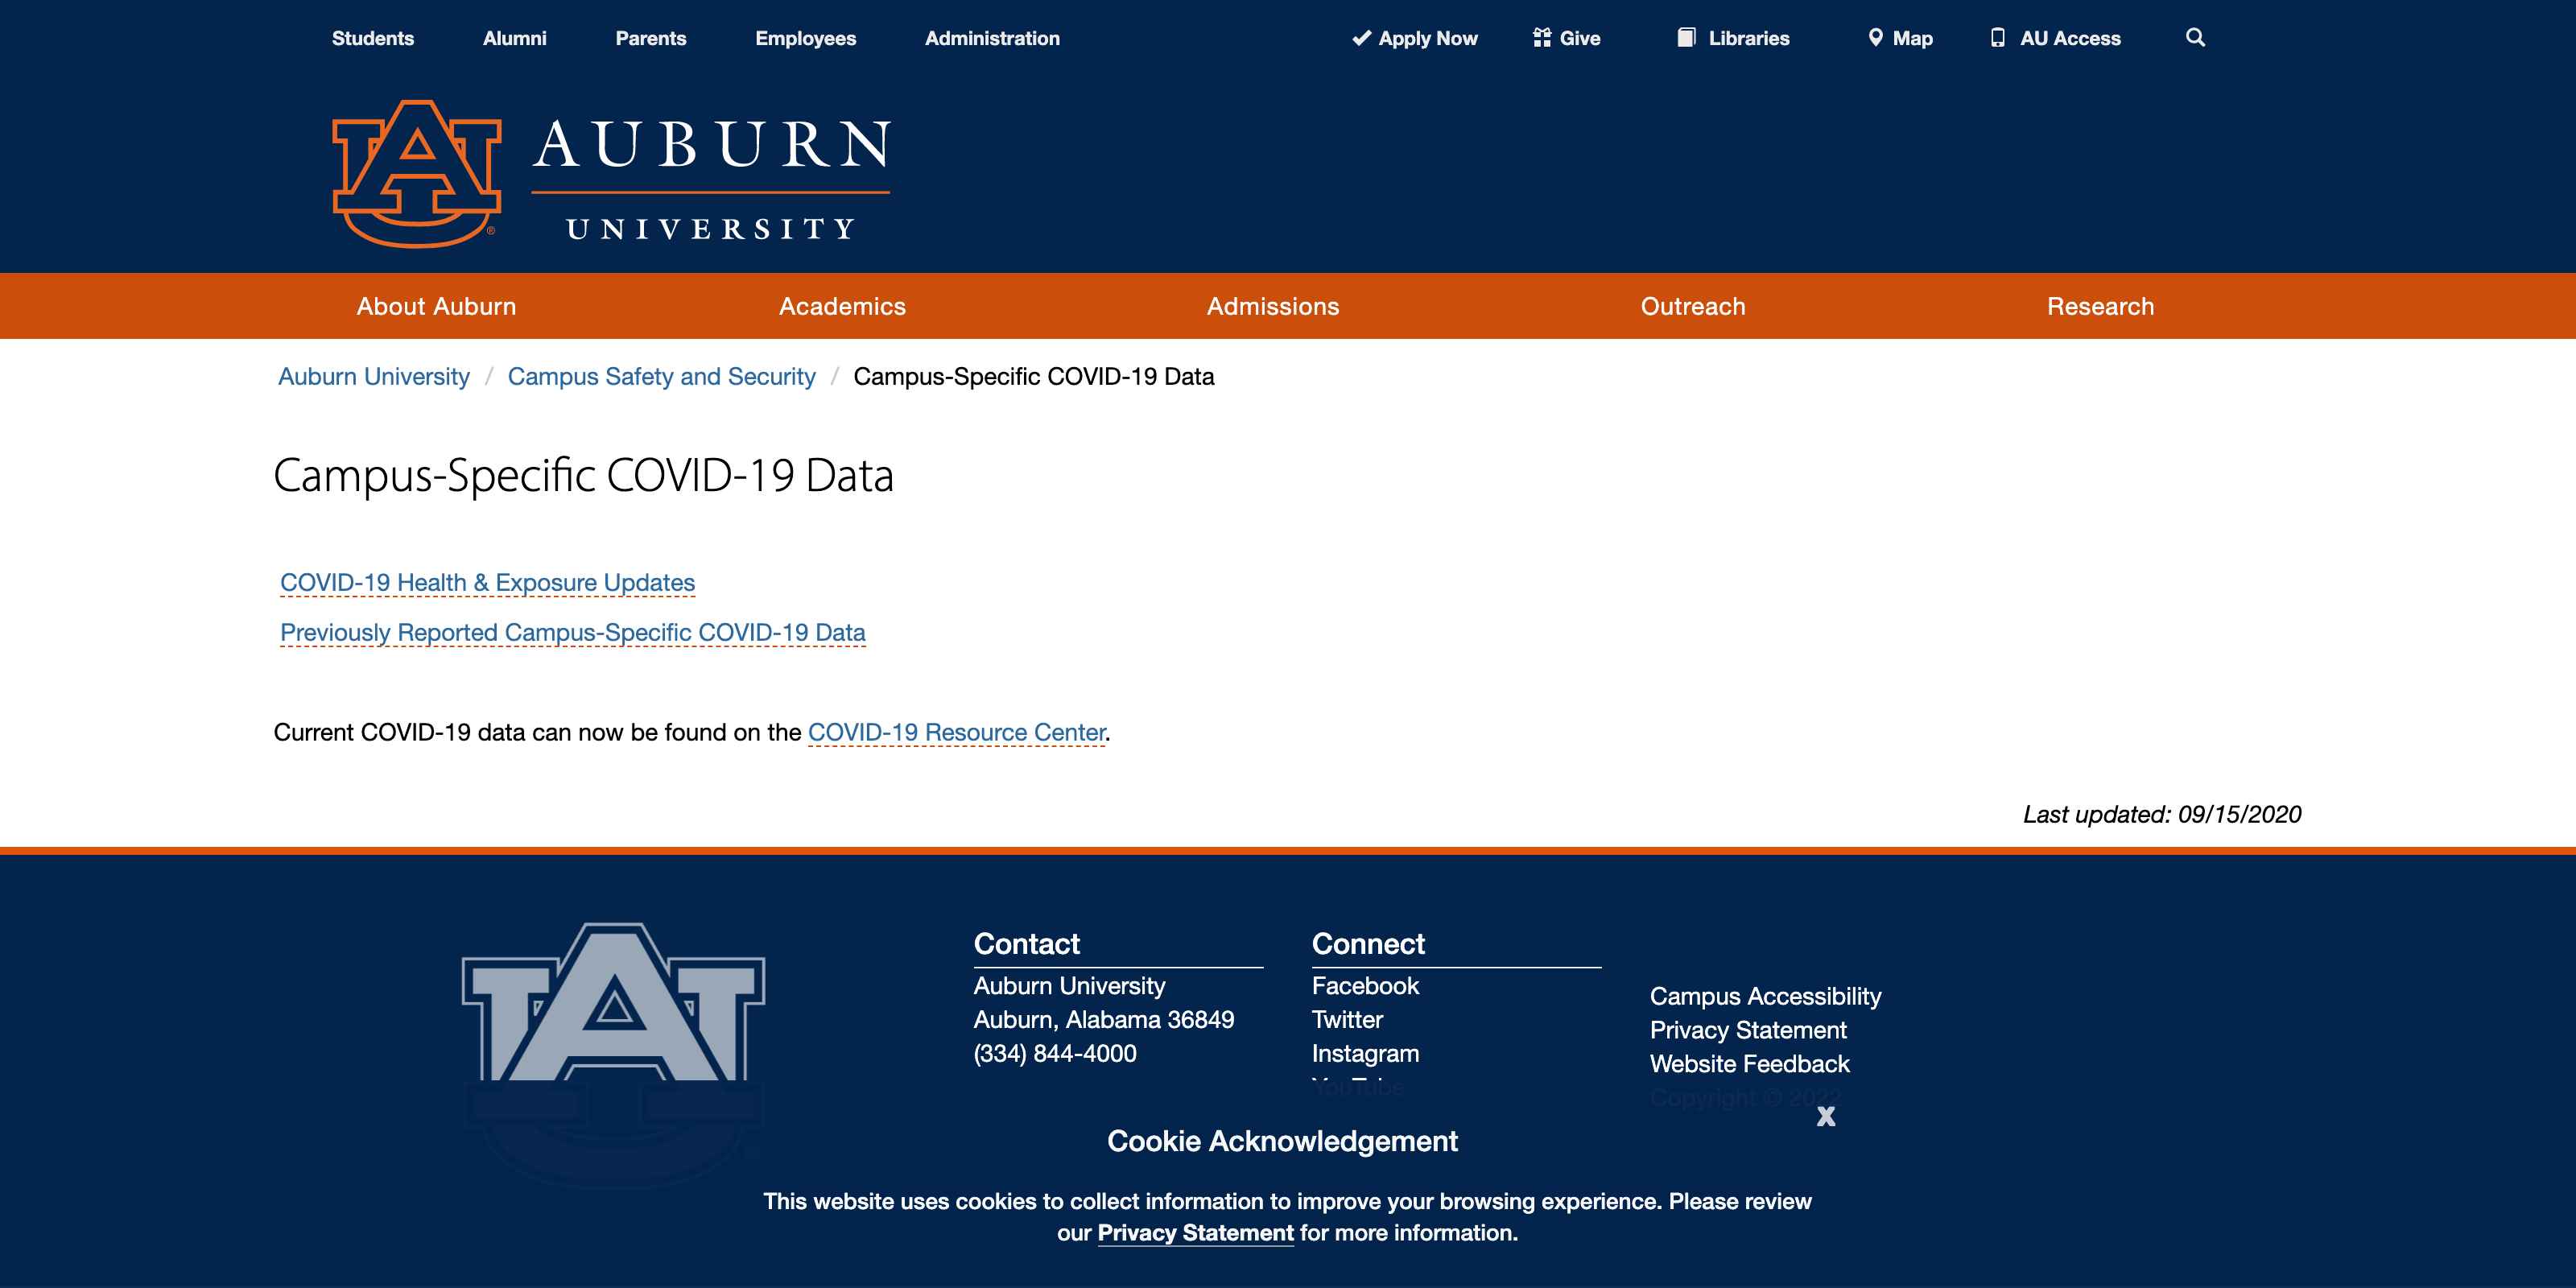 Students Alumni Parents Employees Administration Apply Now Give Libraries Map AU Access
AUBURN
UNIVERSITY
About Auburn Academics Admissions Outreach Research
Auburn University / Campus Safety and Security / Campus-Specific COVID-19 Data
Campus-Specific COVID-19 Data
COVID-19 Health & Exposure Updates
Previously Reported Campus-Specific COVID-19 Data
Current COVID-19 data can now be found on the COVID-19 Resource Center.
Last updated: 09/15/2020
Contact
Auburn University
Auburn, Alabama 36849
(334) 844-4000
Connect
Facebook
Twitter
Instagram
YouTube
Campus Accessibility
Privacy Statement
Website Feedback
Copyright © 2022
X
Cookie Acknowledgement
This website uses cookies to collect information to improve your browsing experience. Please review
our Privacy Statement for more information.